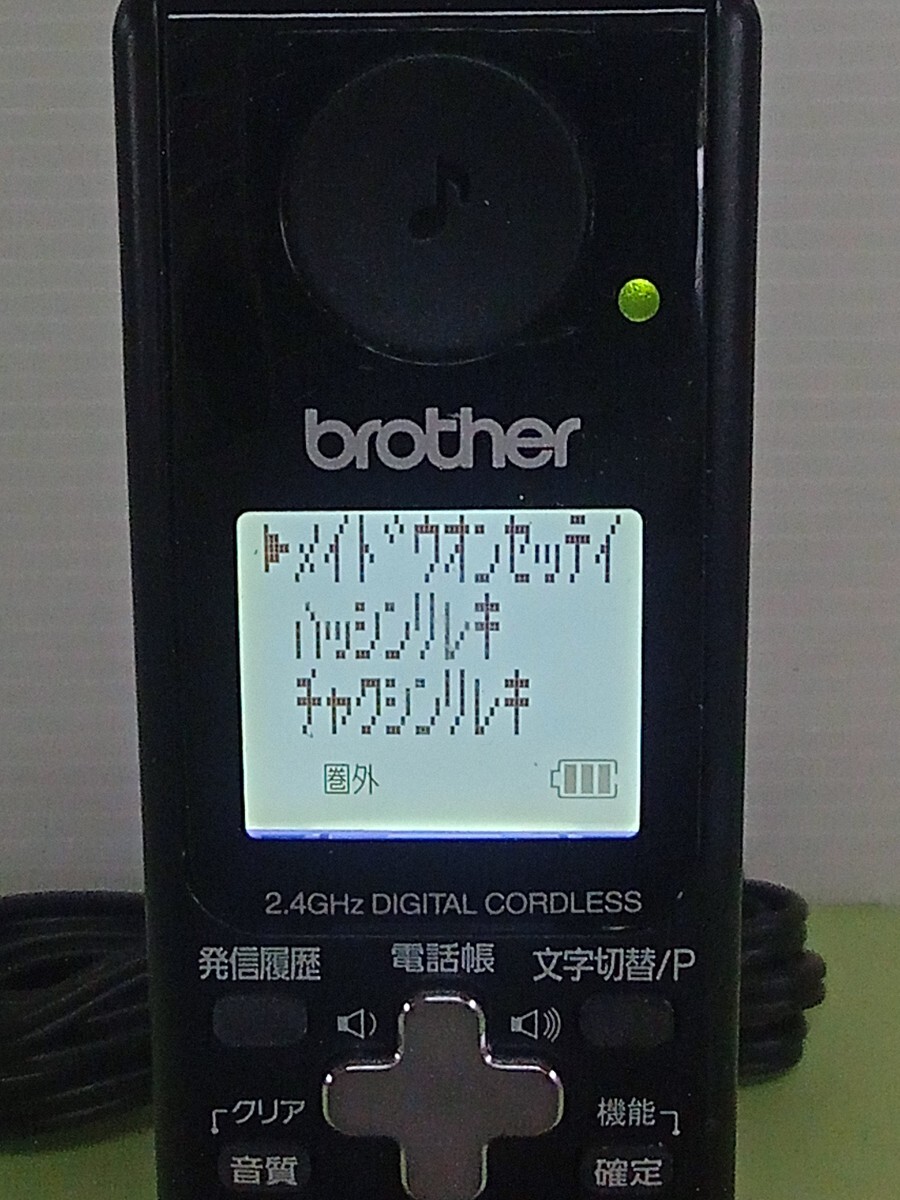 brother
▶メイドウオンセッテイ
ハッシンリレキ
チャクシンリレキ
圏外
2.4GHz DIGITAL CORDLESS
発信履歴 電話帳 文字切替/P
クリア 機能
音質 確定